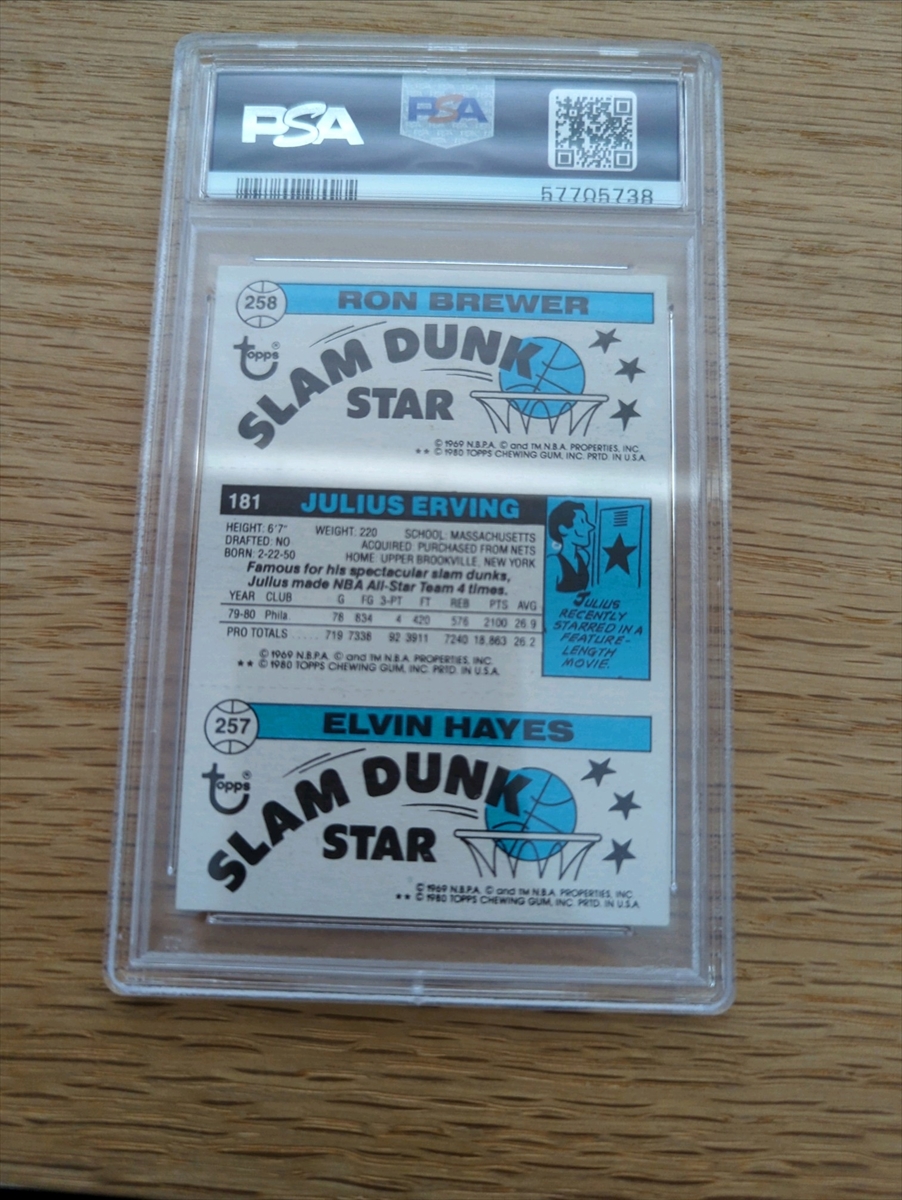 PSA
PSA
57705738
258 RON BREWER
topps®
SLAM DUNK
STAR
© 1969 N.B.P.A. © and TM N.B.A. PROPERTIES, INC.
** © 1980 TOPPS CHEWING GUM, INC. PRTD. IN U.S.A.
181 JULIUS ERVING
HEIGHT: 6'7" WEIGHT: 220 SCHOOL: MASSACHUSETTS
DRAFTED: NO ACQUIRED: PURCHASED FROM NETS
BORN: 2-22-50 HOME: UPPER BROOKVILLE, NEW YORK
Famous for his spectacular slam dunks,
Julius made NBA All-Star Team 4 times.
YEAR CLUB G FG 3-PT FT REB PTS AVG
79-80 Phila. 78 834 4 420 576 2100 26.9
PRO TOTALS ..... 719 7338 92 3911 7240 18,863 26.2
© 1969 N.B.P.A. © and TM N.B.A. PROPERTIES, INC.
** © 1980 TOPPS CHEWING GUM, INC. PRTD. IN U.S.A.
JULIUS
RECENTLY
STARRED IN A
FEATURE-
LENGTH
MOVIE.
257 ELVIN HAYES
topps®
SLAM DUNK
STAR
© 1969 N.B.P.A. © and TM N.B.A. PROPERTIES, INC.
** © 1980 TOPPS CHEWING GUM, INC. PRTD. IN U.S.A.